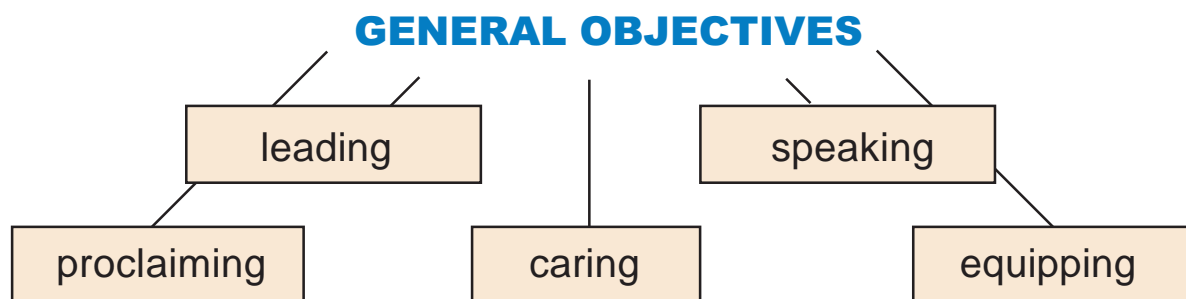 GENERAL OBJECTIVES
leading
speaking
proclaiming
caring
equipping